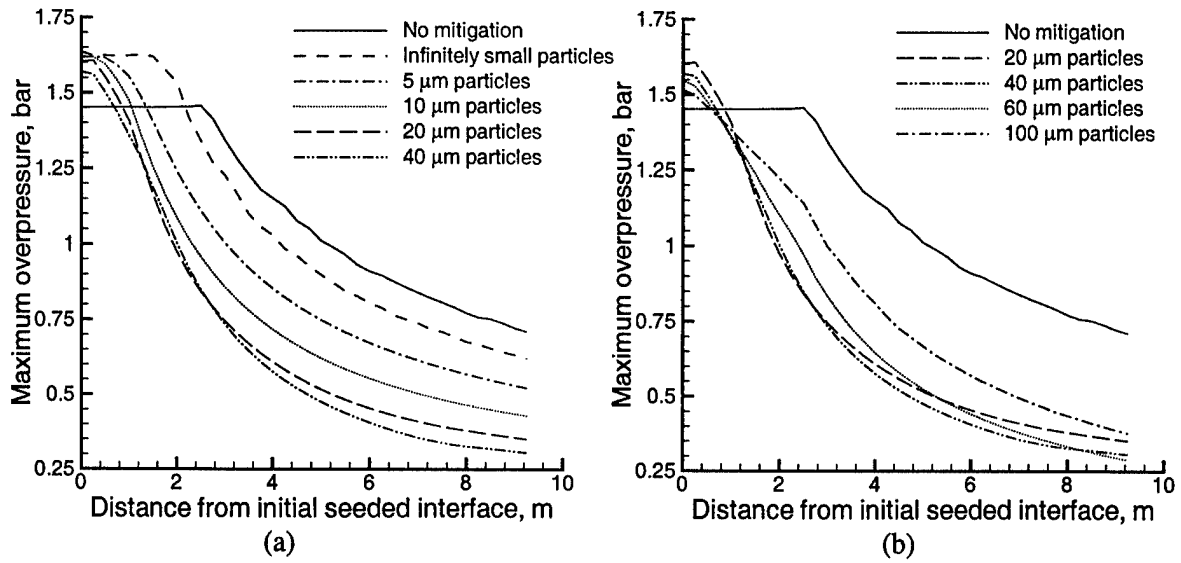 1.75
1.5
1.25
1
0.75
0.5
0.25
Maximum overpressure, bar
No mitigation
Infinitely small particles
5 μm particles
10 μm particles
20 μm particles
40 μm particles
0
2
4
6
8
10
Distance from initial seeded interface, m
(a)
1.75
1.5
1.25
1
0.75
0.5
0.25
Maximum overpressure, bar
No mitigation
20 μm particles
40 μm particles
60 μm particles
100 μm particles
0
2
4
6
8
10
Distance from initial seeded interface, m
(b)